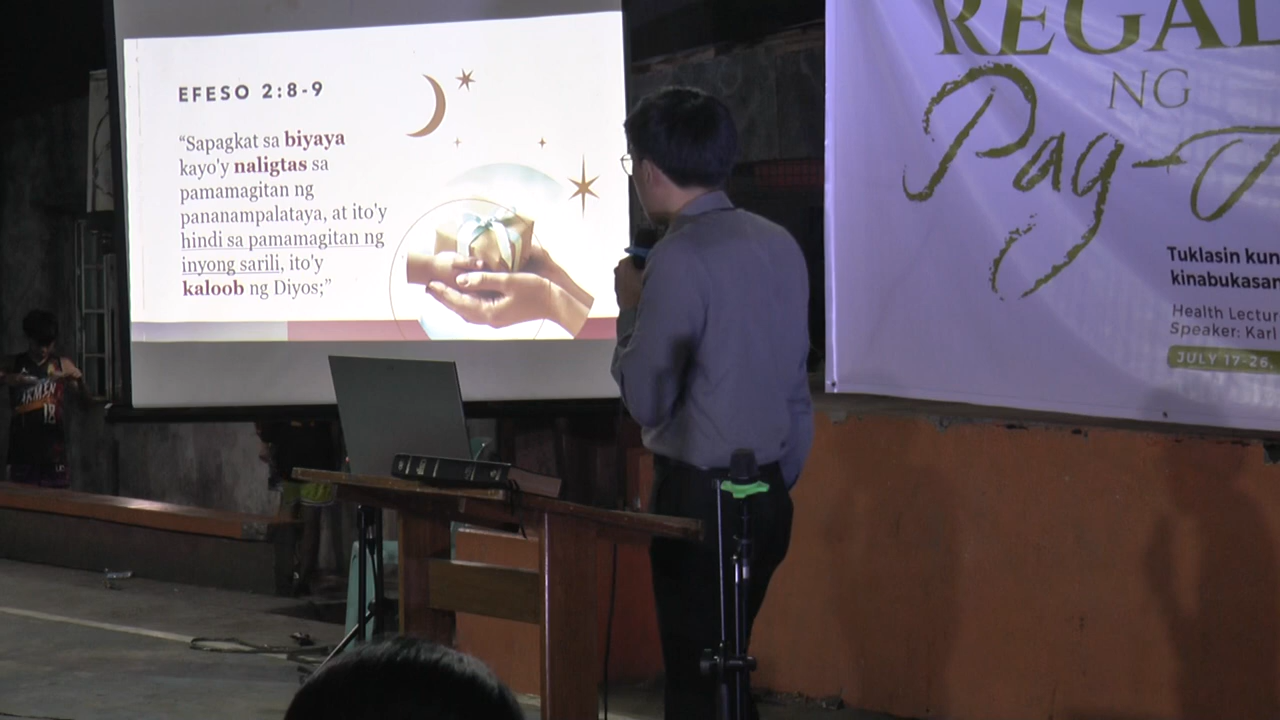 EFESO 2:8-9
“Sapagkat sa biyaya
kayo'y naligtas sa
pamamagitan ng
pananampalataya, at ito'y
hindi sa pamamagitan ng
inyong sarili, ito'y
kaloob ng Diyos;”
REGAL
NG
Pag-
Tuklasin kun
kinabukasan
Health Lectur
Speaker: Karl
JULY 17-26,
18